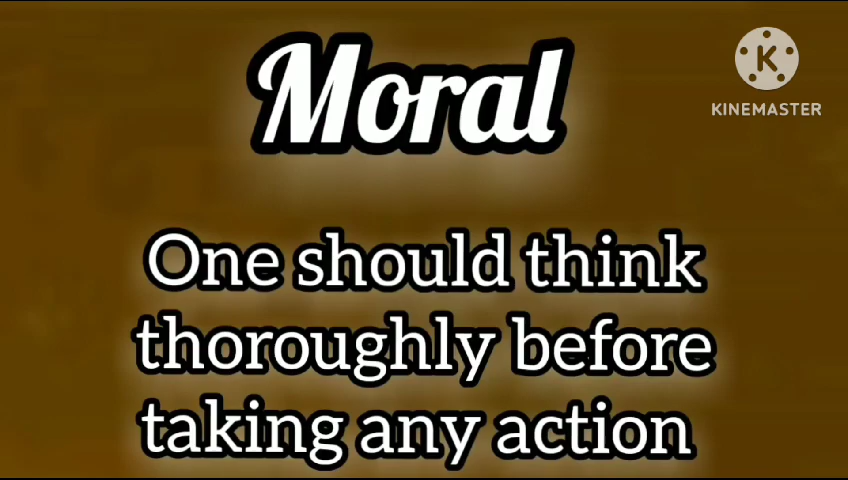 Moral
KINEMASTER
One should think
thoroughly before
taking any action